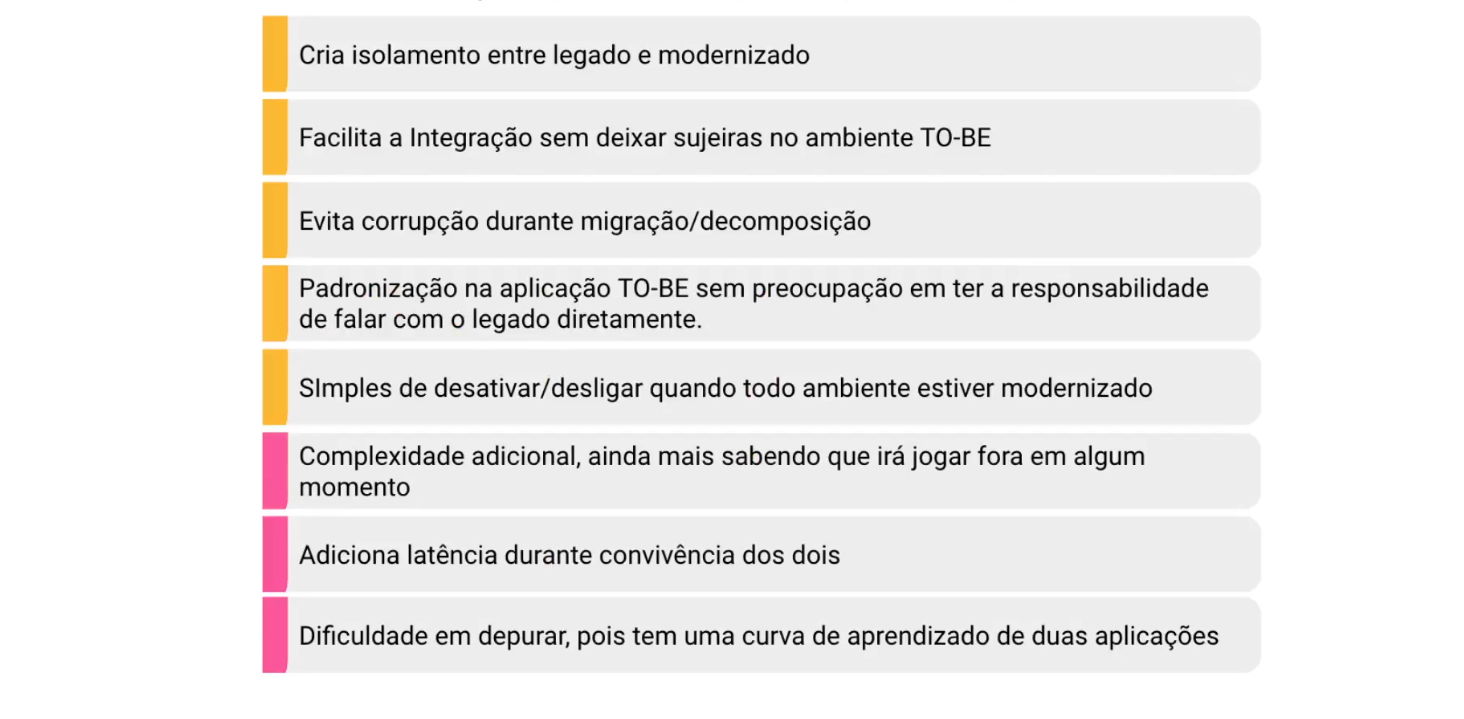 Cria isolamento entre legado e modernizado
Facilita a Integração sem deixar sujeiras no ambiente TO-BE
Evita corrupção durante migração/decomposição
Padronização na aplicação TO-BE sem preocupação em ter a responsabilidade
de falar com o legado diretamente.
SImples de desativar/desligar quando todo ambiente estiver modernizado
Complexidade adicional, ainda mais sabendo que irá jogar fora em algum
momento
Adiciona latência durante convivência dos dois
Dificuldade em depurar, pois tem uma curva de aprendizado de duas aplicações